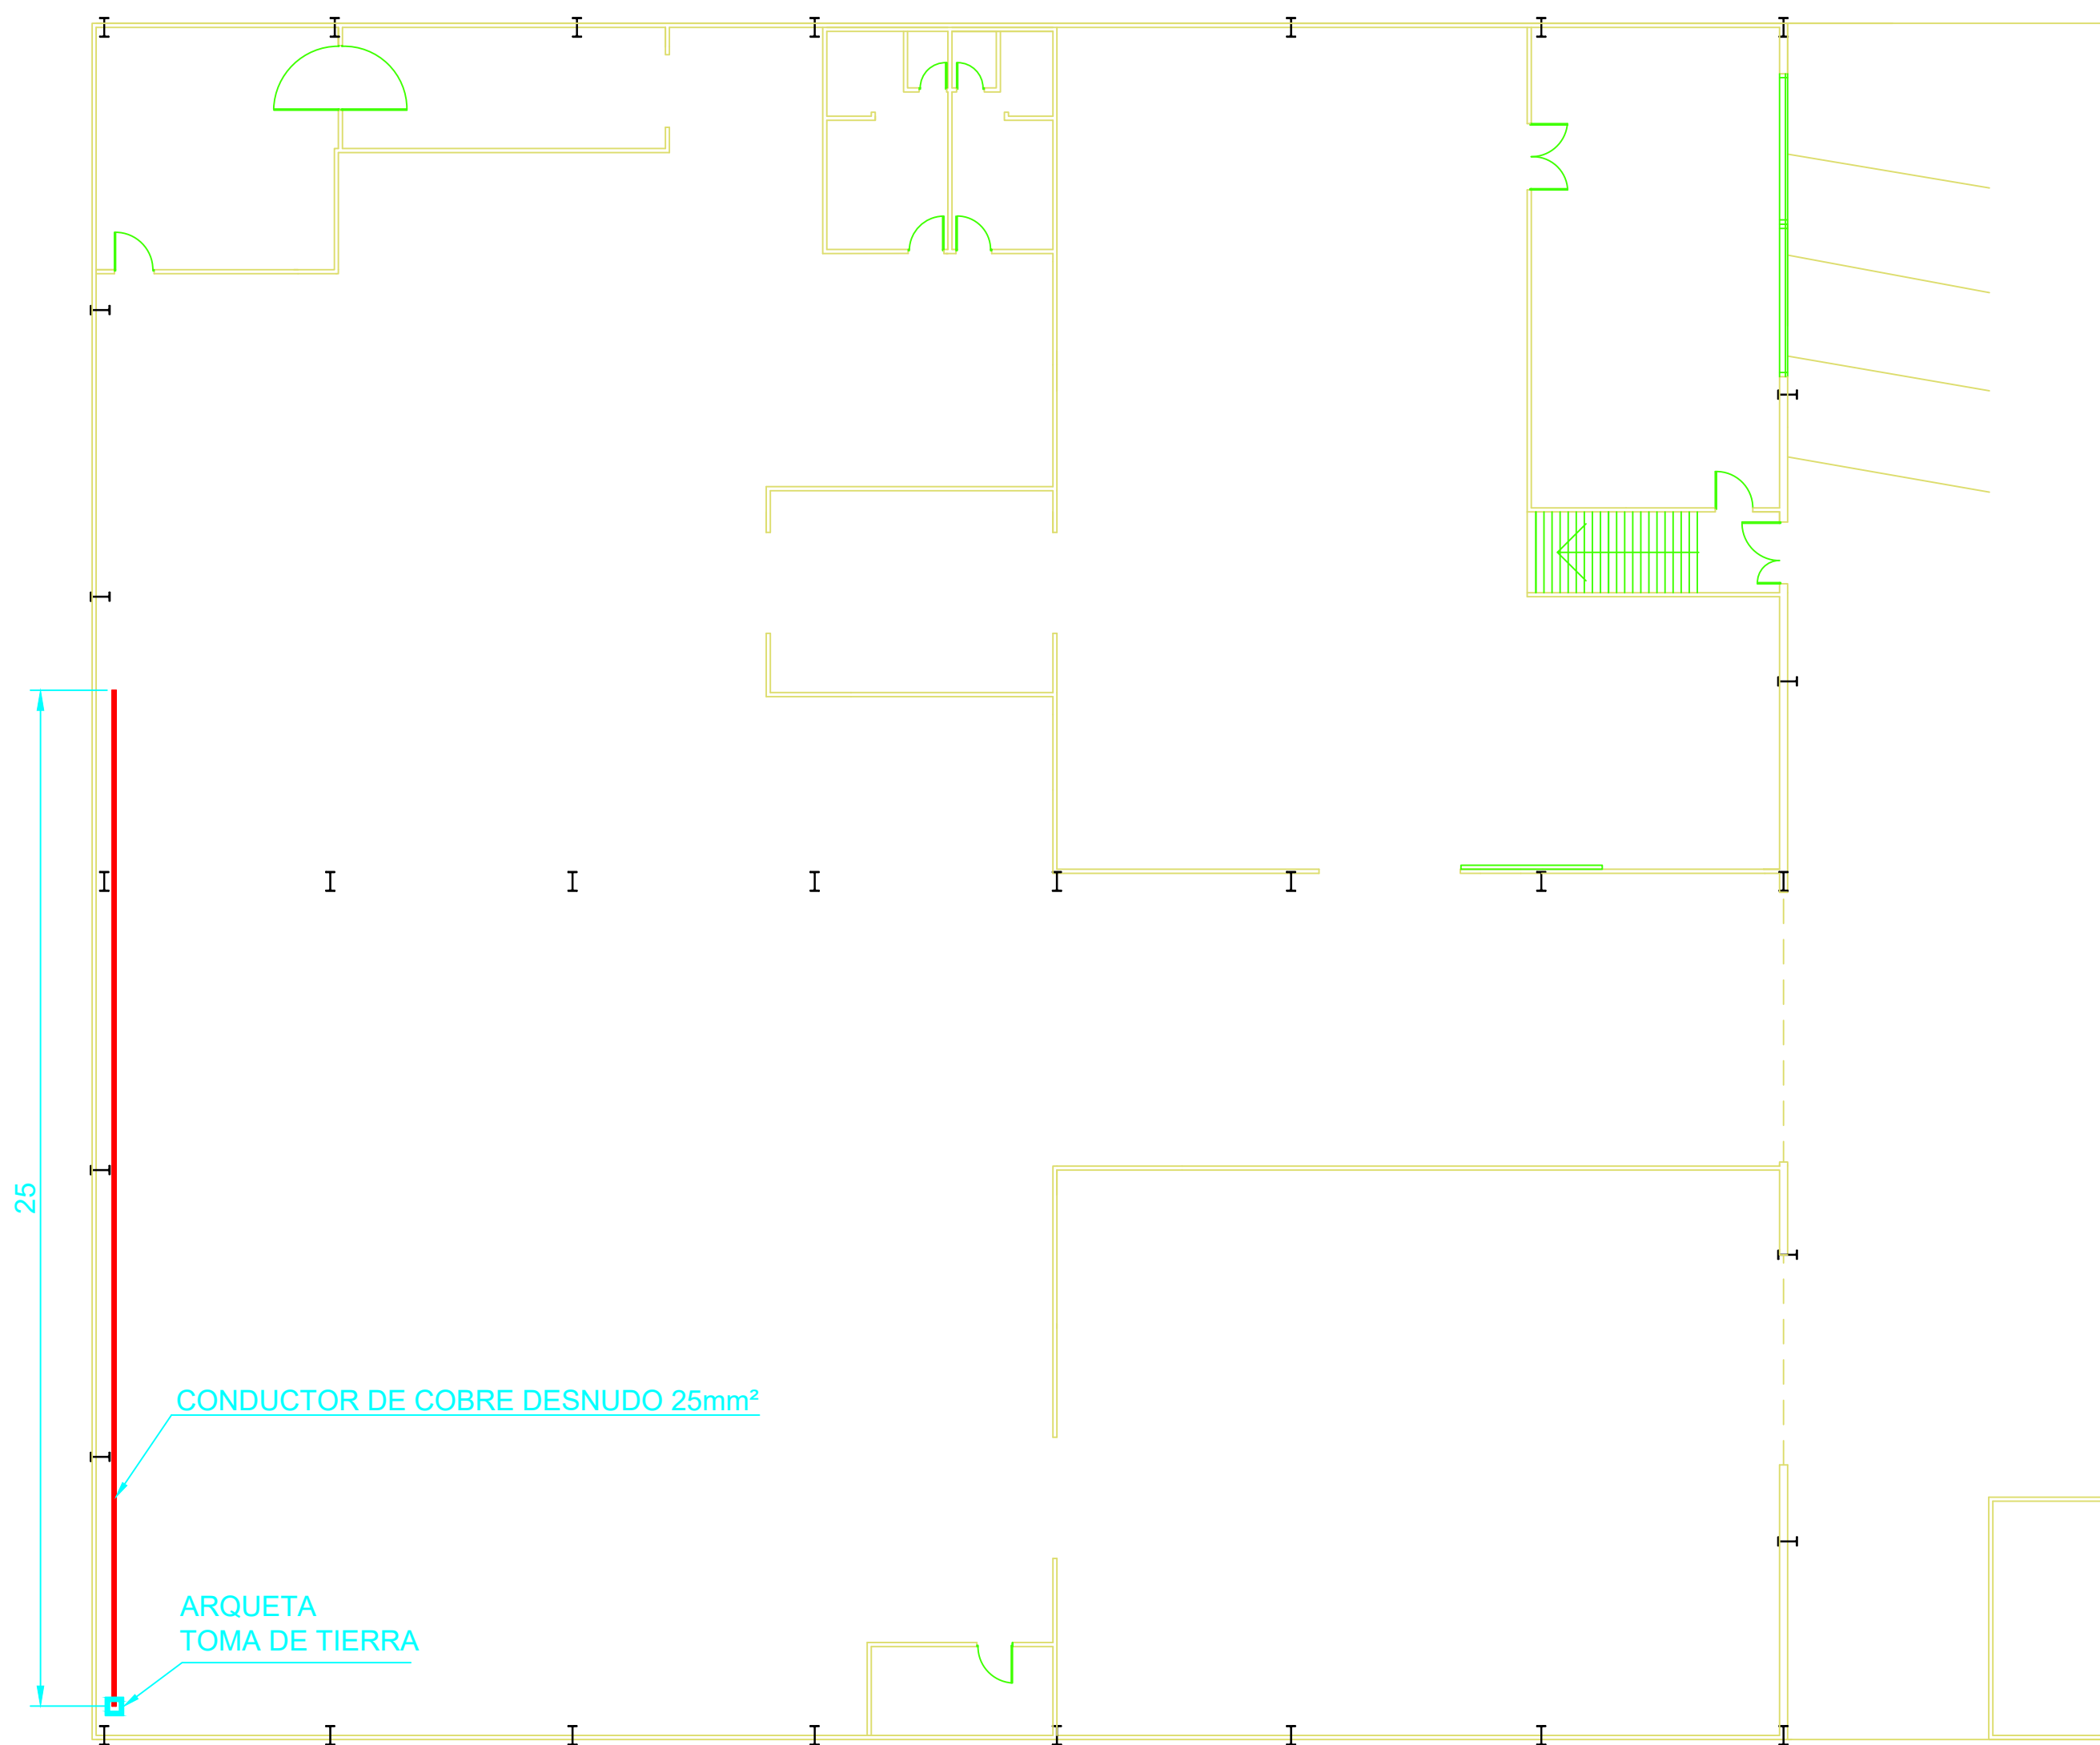 25
CONDUCTOR DE COBRE DESNUDO 25mm²
ARQUETA
TOMA DE TIERRA